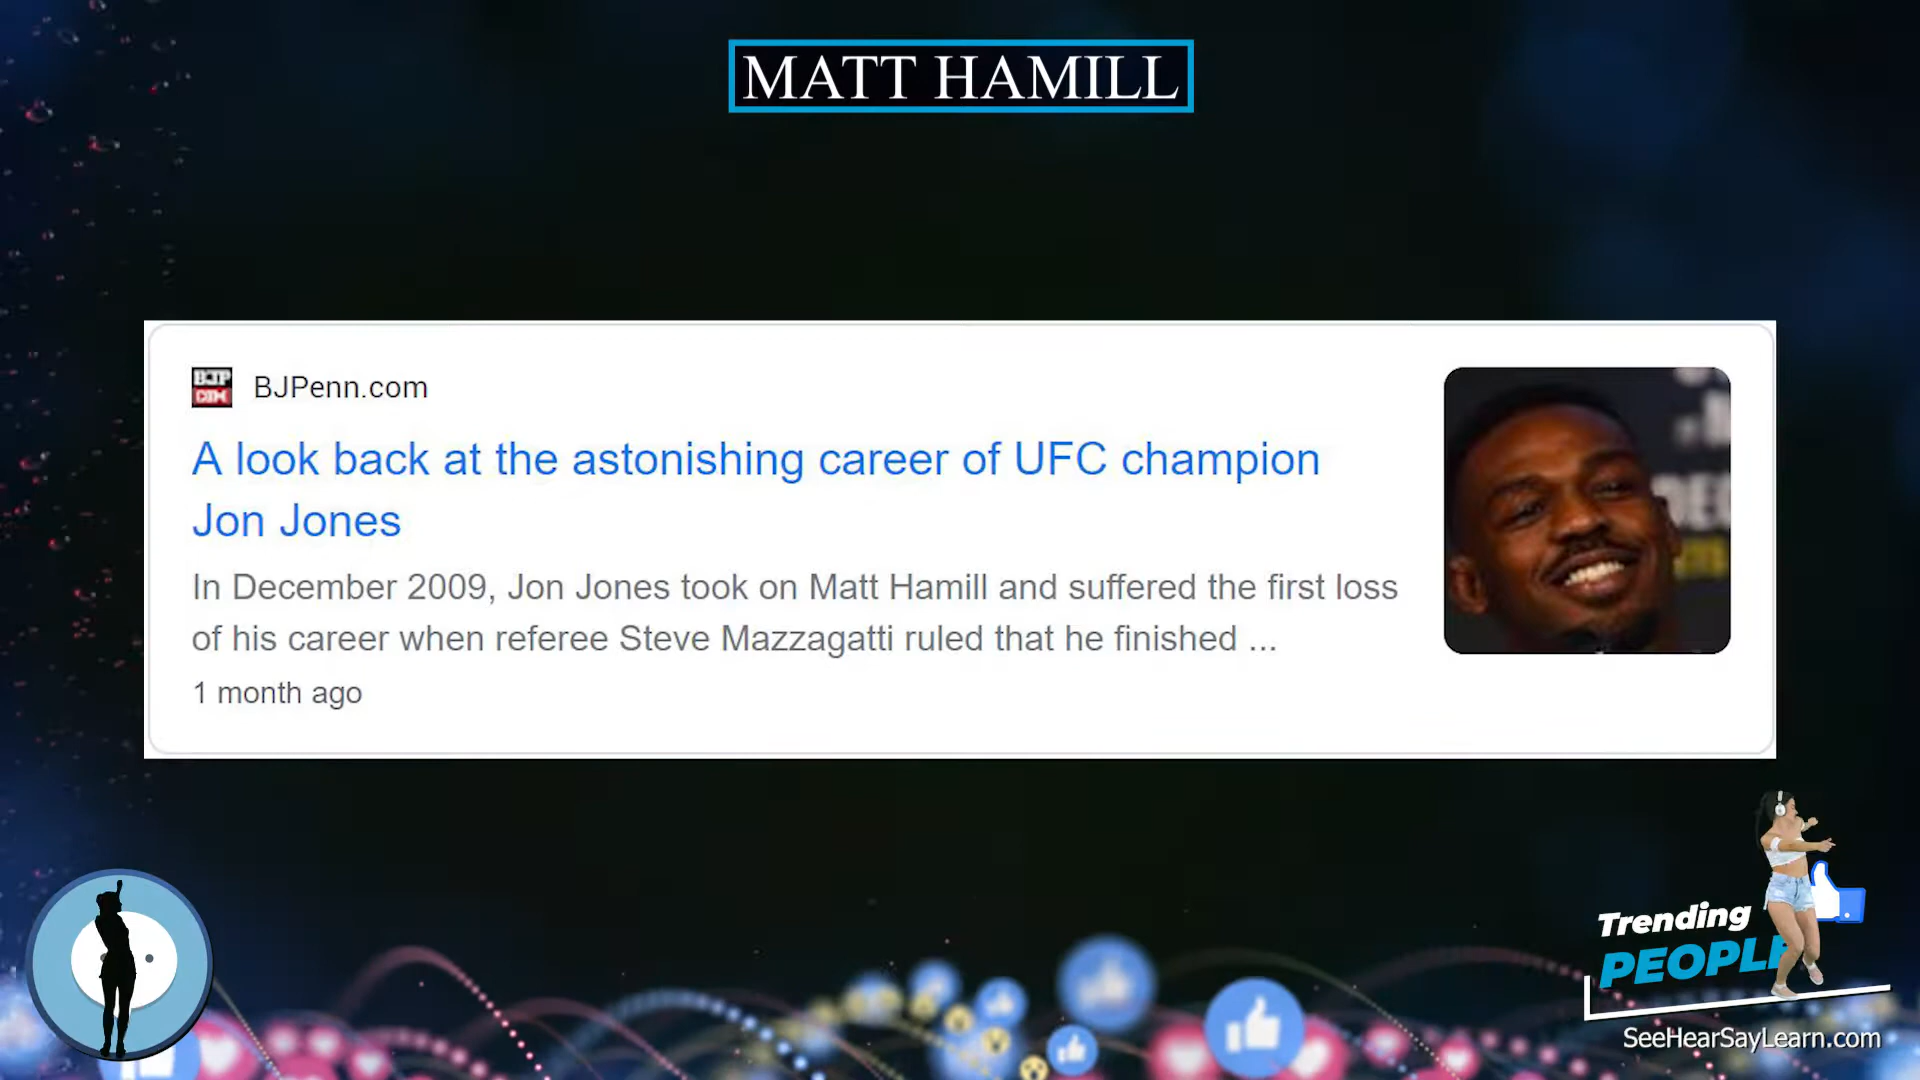 MATT HAMILL
BJP
COM
BJPenn.com
A look back at the astonishing career of UFC champion
Jon Jones
In December 2009, Jon Jones took on Matt Hamill and suffered the first loss
of his career when referee Steve Mazzagatti ruled that he finished ...
1 month ago
Trending
PEOPLE
SeeHearSayLearn.com